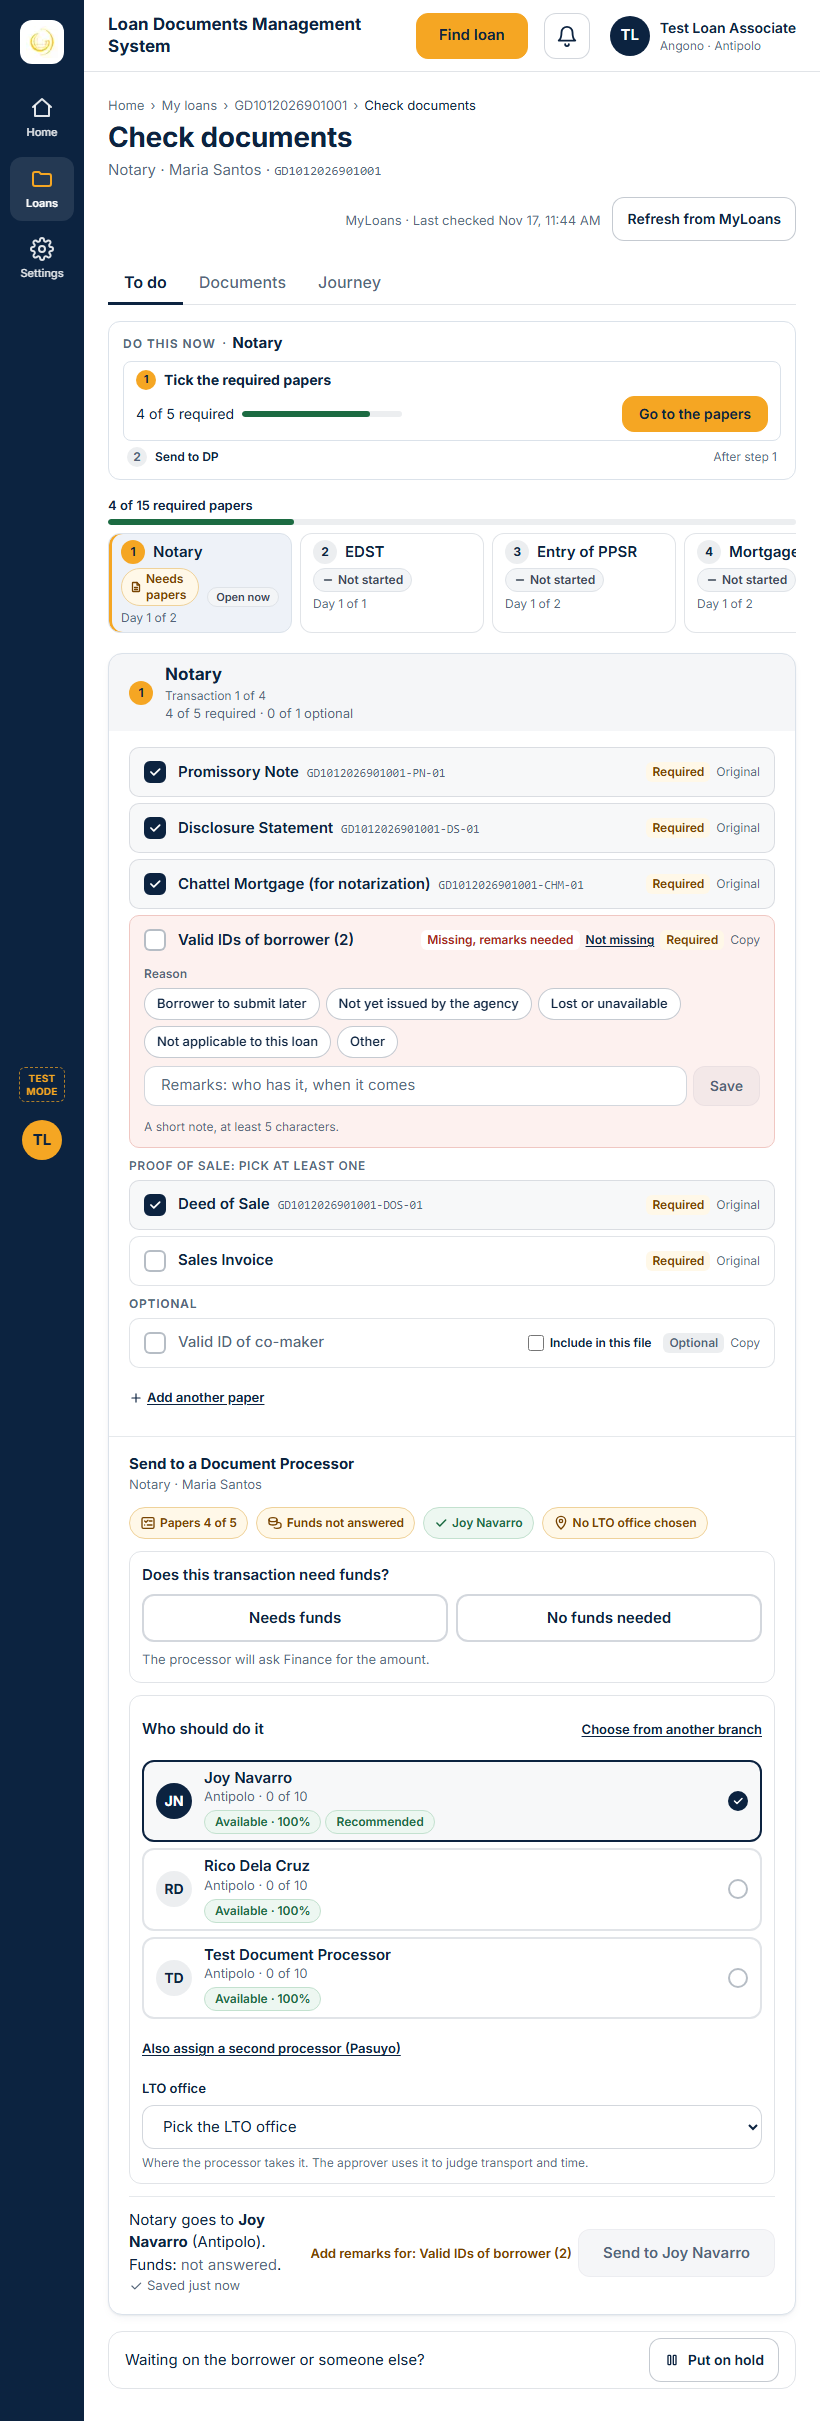 Loan Documents Management System
Find loan
TL
Test Loan Associate
Angono · Antipolo
Home
Loans
Settings
TEST MODE
TL
Home › My loans › GD1012026901001 › Check documents
Check documents
Notary · Maria Santos · GD1012026901001
MyLoans · Last checked Nov 17, 11:44 AM
Refresh from MyLoans
To do
Documents
Journey
DO THIS NOW · Notary
1 Tick the required papers
4 of 5 required
Go to the papers
2 Send to DP
After step 1
4 of 15 required papers
1 Notary
Needs papers
Open now
Day 1 of 2
2 EDST
Not started
Day 1 of 1
3 Entry of PPSR
Not started
Day 1 of 2
4 Mortgage
Not started
Day 1 of 2
1
Notary
Transaction 1 of 4
4 of 5 required · 0 of 1 optional
Promissory Note GD1012026901001-PN-01 Required Original
Disclosure Statement GD1012026901001-DS-01 Required Original
Chattel Mortgage (for notarization) GD1012026901001-CHM-01 Required Original
Valid IDs of borrower (2) Missing, remarks needed Not missing Required Copy
Reason
Borrower to submit later
Not yet issued by the agency
Lost or unavailable
Not applicable to this loan
Other
Remarks: who has it, when it comes
Save
A short note, at least 5 characters.
PROOF OF SALE: PICK AT LEAST ONE
Deed of Sale GD1012026901001-DOS-01 Required Original
Sales Invoice Required Original
OPTIONAL
Valid ID of co-maker Include in this file Optional Copy
+ Add another paper
Send to a Document Processor
Notary · Maria Santos
Papers 4 of 5
Funds not answered
Joy Navarro
No LTO office chosen
Does this transaction need funds?
Needs funds
No funds needed
The processor will ask Finance for the amount.
Who should do it
Choose from another branch
JN
Joy Navarro
Antipolo · 0 of 10
Available · 100%
Recommended
RD
Rico Dela Cruz
Antipolo · 0 of 10
Available · 100%
TD
Test Document Processor
Antipolo · 0 of 10
Available · 100%
Also assign a second processor (Pasuyo)
LTO office
Pick the LTO office
Where the processor takes it. The approver uses it to judge transport and time.
Notary goes to Joy
Navarro (Antipolo).
Funds: not answered.
Saved just now
Add remarks for: Valid IDs of borrower (2)
Send to Joy Navarro
Waiting on the borrower or someone else?
Put on hold